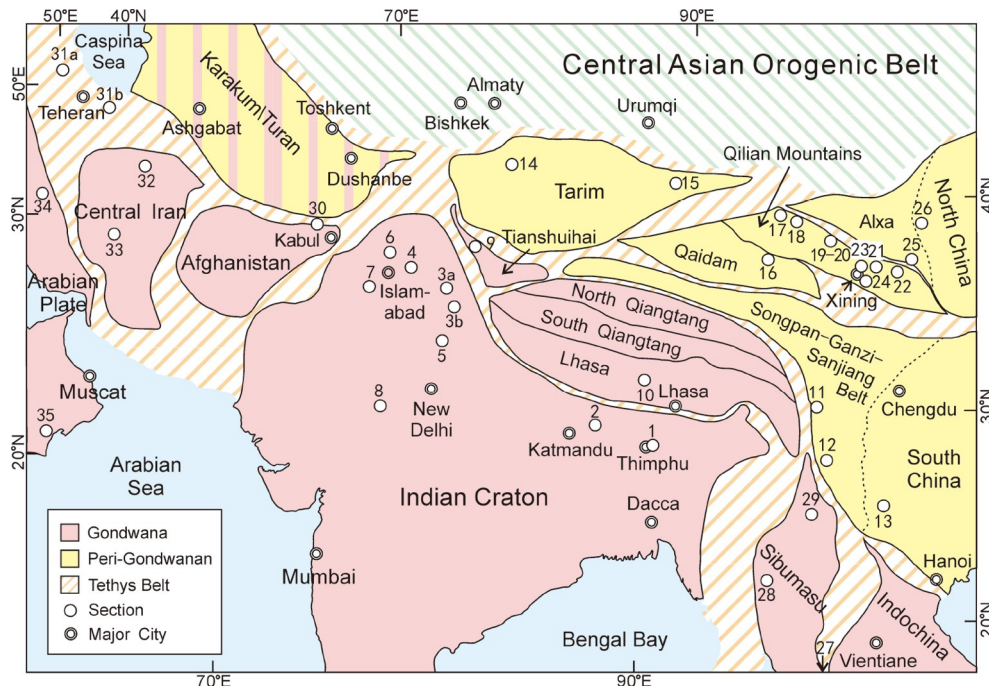 50°E
40°N
70°E
90°E
31a
Caspina
Sea
Central Asian Orogenic Belt
50°E
31b
Teheran
Karakum\Turan
Toshkent
Almaty
Bishkek
Urumqi
Ashgabat
Qilian Mountains
Dushanbe
14
15
Tarim
32
34
30°N
Central Iran
33
30
Kabul
Afghanistan
9
Tianshuihai
17
18
Alxa
26
North China
40°N
19–20
23
21
25
Qaidam
16
24
22
Xining
6
4
7
Islam-
abad
3a
3b
5
Arabian
Plate
North Qiangtang
South Qiangtang
Lhasa
Songpan–Ganzi–
Sanjiang
Belt
Muscat
8
New
Delhi
10
Lhasa
11
Chengdu
30°N
35
2
Katmandu
1
Thimphu
12
20°N
Arabian
Sea
South
China
Indian Craton
Dacca
29
13
Gondwana
Peri-Gondwanan
Tethys Belt
Section
Major City
Mumbai
Sibumasu
28
Hanoi
Indochina
20°N
Bengal Bay
27
Vientiane
70°E
90°E